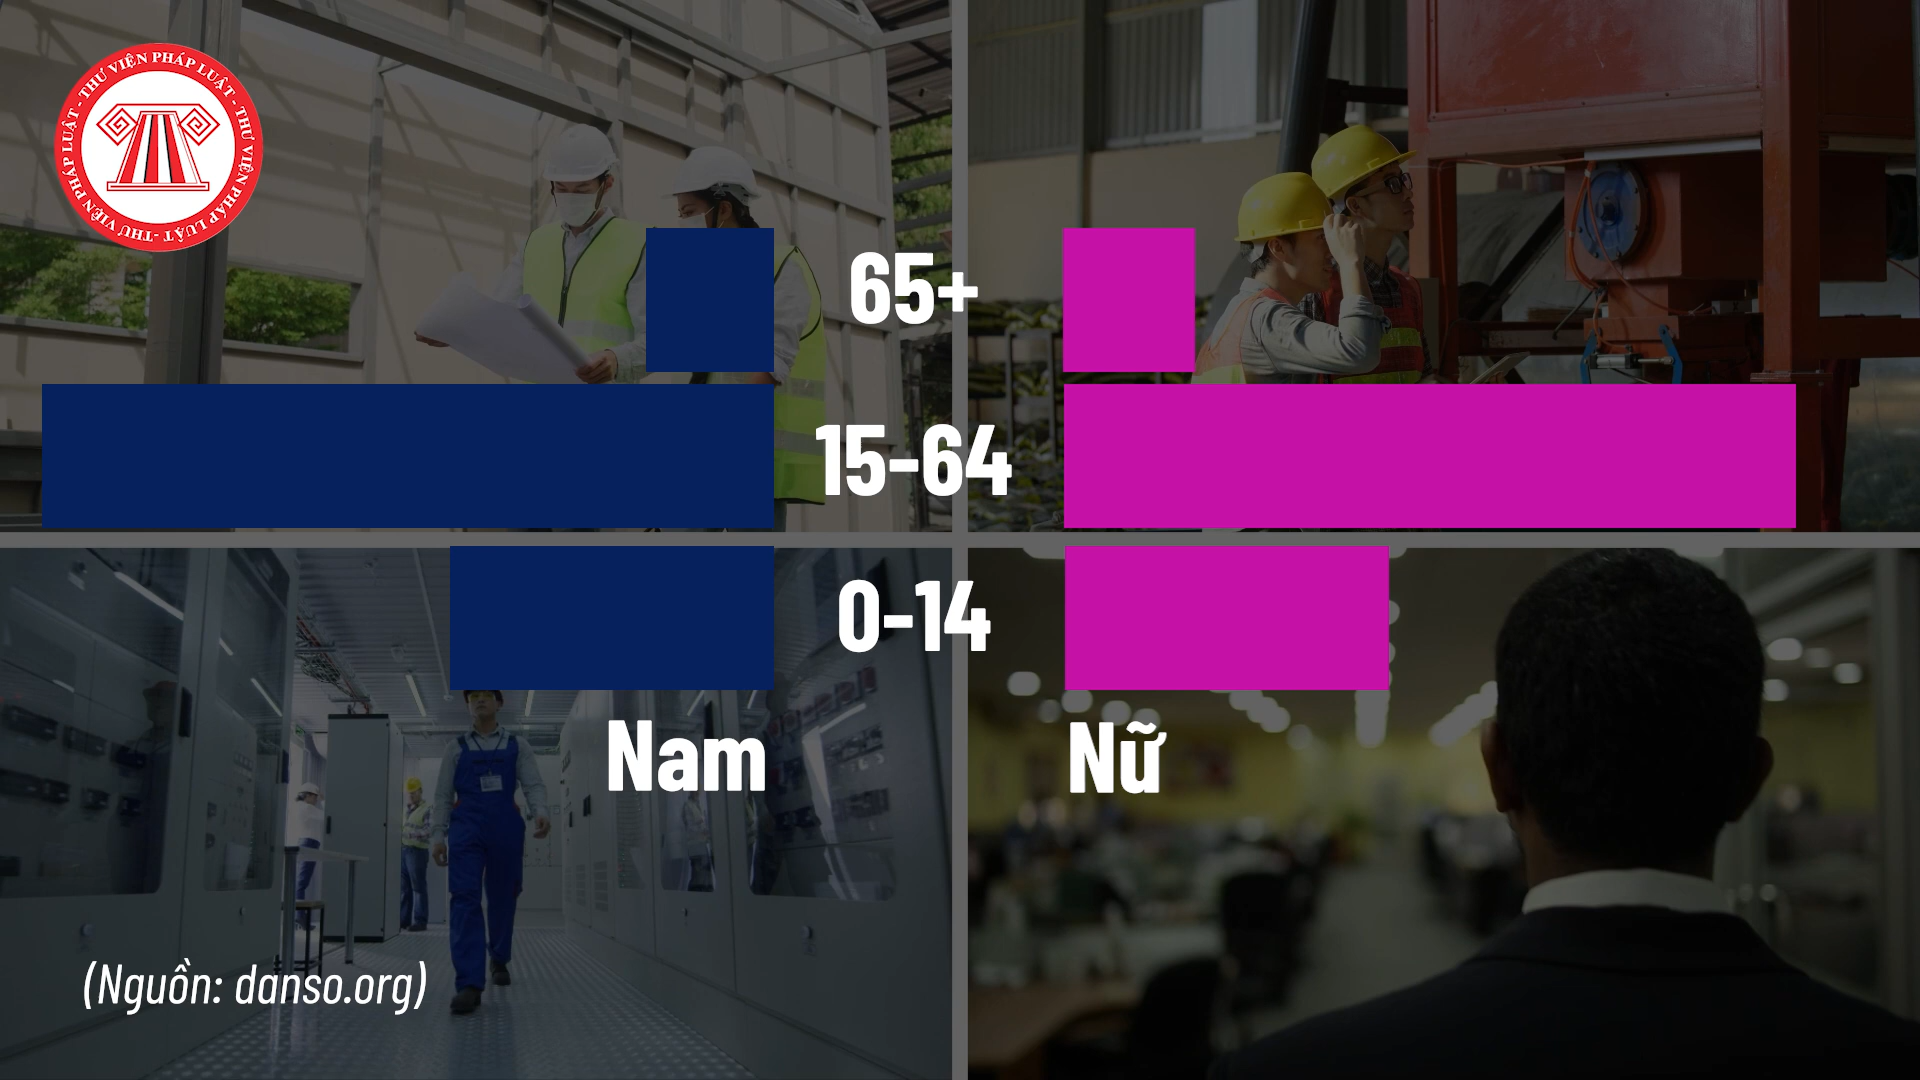 THƯ VIỆN PHÁP LUẬT - THƯ VIỆN PHÁP LUẬT - THƯ VIỆN PHÁP LUẬT -
65+
15-64
0-14
Nam
Nữ
(Nguồn: danso.org)